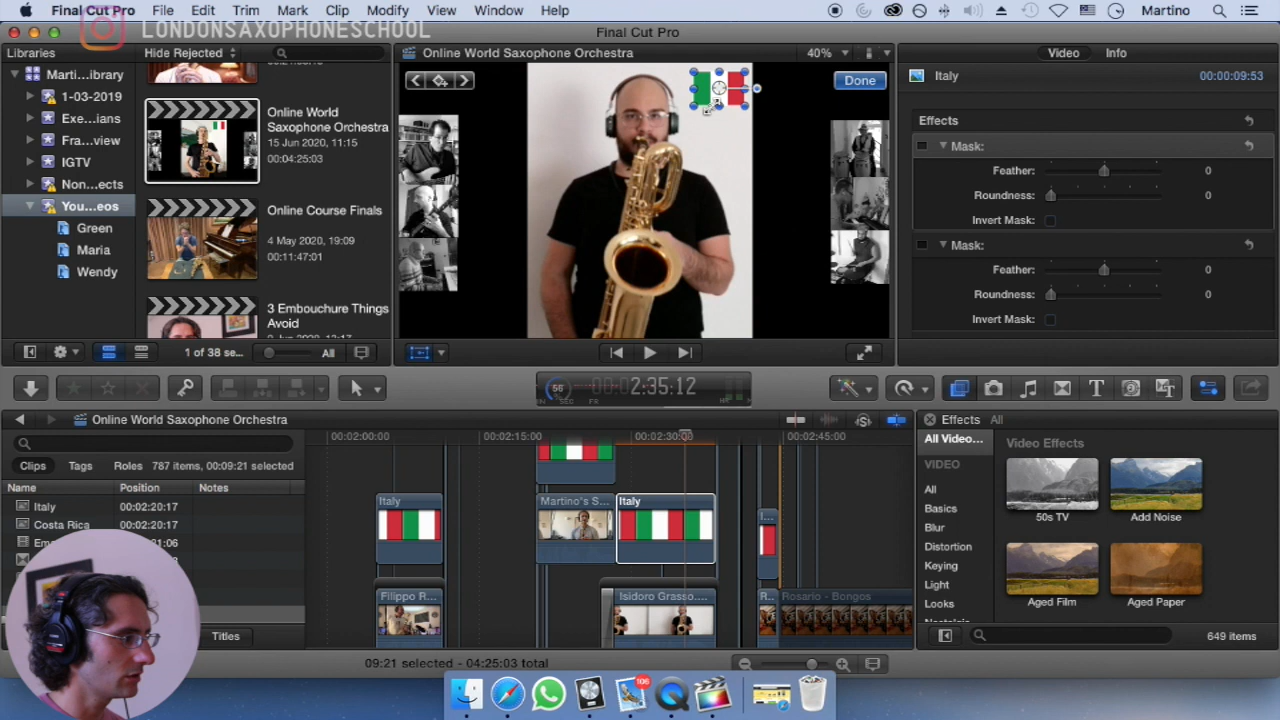 Final Cut Pro File Edit Trim Mark Clip Modify View Window Help Martino
LONDONSAXOPHONESCHOOL
Final Cut Pro
Libraries Hide Rejected Online World Saxophone Orchestra 40% Video Info
Marti...ibrary
1-03-2019
Exe...ians
Fra...view
IGTV
Non...ects
You...eos
Green
Maria
Wendy
Online World
Saxophone Orchestra
15 Jun 2020, 11:15
00:04:25:03
Online Course Finals
4 May 2020, 19:09
00:11:47:01
3 Embouchure Things
Avoid
1 of 38 se... All
Done
Italy 00:00:09:53
Effects
Mask:
Feather: 0
Roundness: 0
Invert Mask:
Mask:
Feather: 0
Roundness: 0
Invert Mask:
56 2:35:12
Online World Saxophone Orchestra
Clips Tags Roles 787 items, 00:09:21 selected
Name Position Notes
Italy 00:02:20:17
Costa Rica 00:02:20:17
Titles
00:02:00:00 00:02:15:00 00:02:30:00 00:02:45:00
Italy Martino's S... Italy I...
Filippo R... Isidoro Grasso.... R... Rosario - Bongos
09:21 selected - 04:25:03 total
Effects All
All Video...
VIDEO
All
Basics
Blur
Distortion
Keying
Light
Looks
Video Effects
50s TV Add Noise
Aged Film Aged Paper
649 items
106